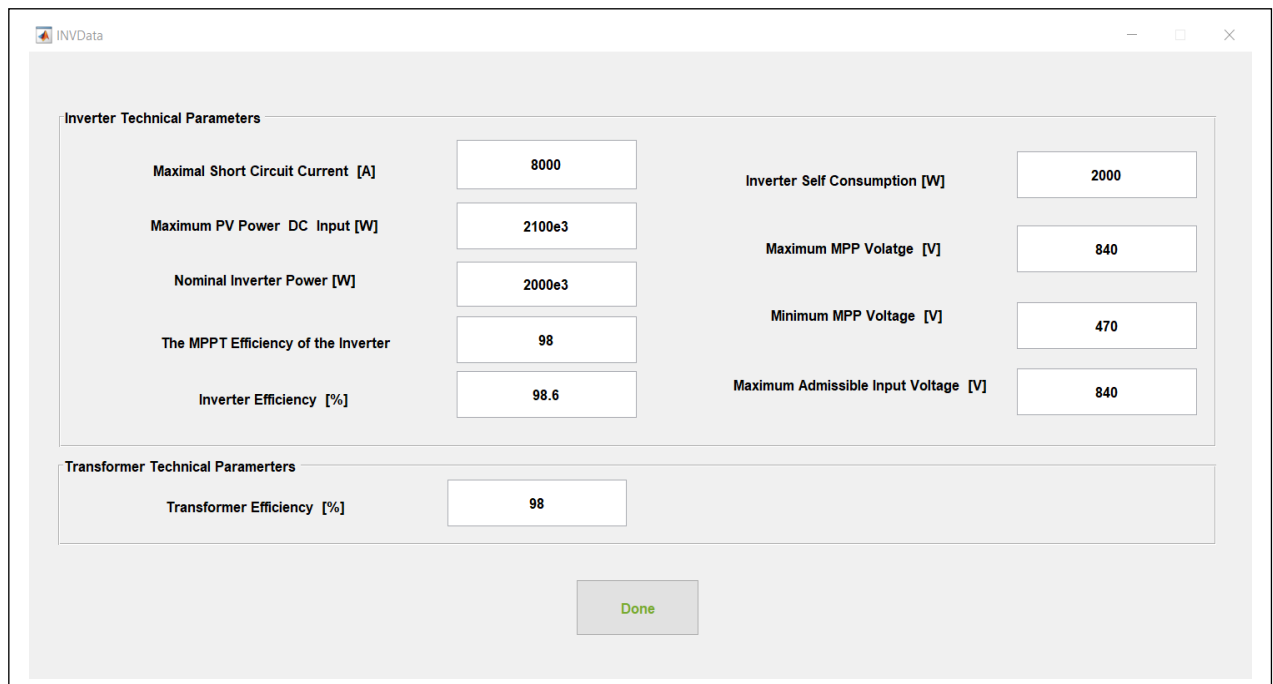 INVData
Inverter Technical Parameters
Maximal Short Circuit Current [A] 8000
Maximum PV Power DC Input [W] 2100e3
Nominal Inverter Power [W] 2000e3
The MPPT Efficiency of the Inverter 98
Inverter Efficiency [%] 98.6
Inverter Self Consumption [W] 2000
Maximum MPP Volatge [V] 840
Minimum MPP Voltage [V] 470
Maximum Admissible Input Voltage [V] 840
Transformer Technical Paramerters
Transformer Efficiency [%] 98
Done